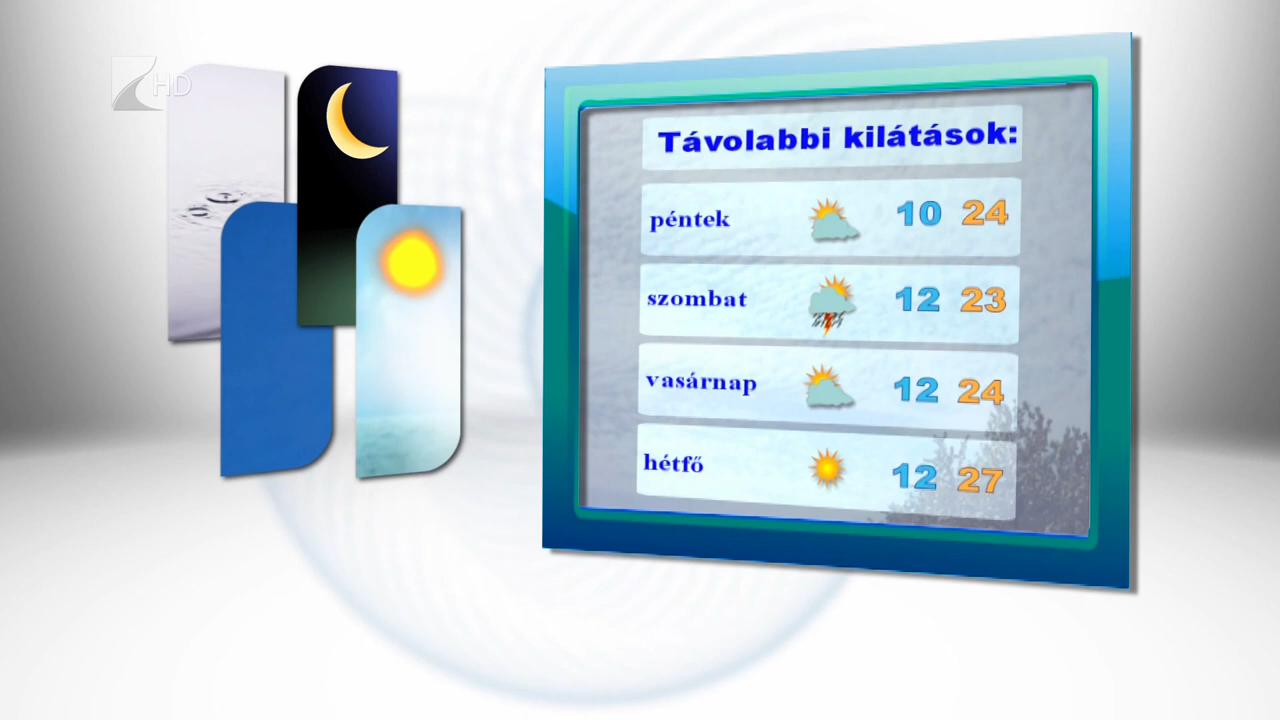 HD
Távolabbi kilátások:
péntek 10 24
szombat 12 23
vasárnap 12 24
hétfő 12 27